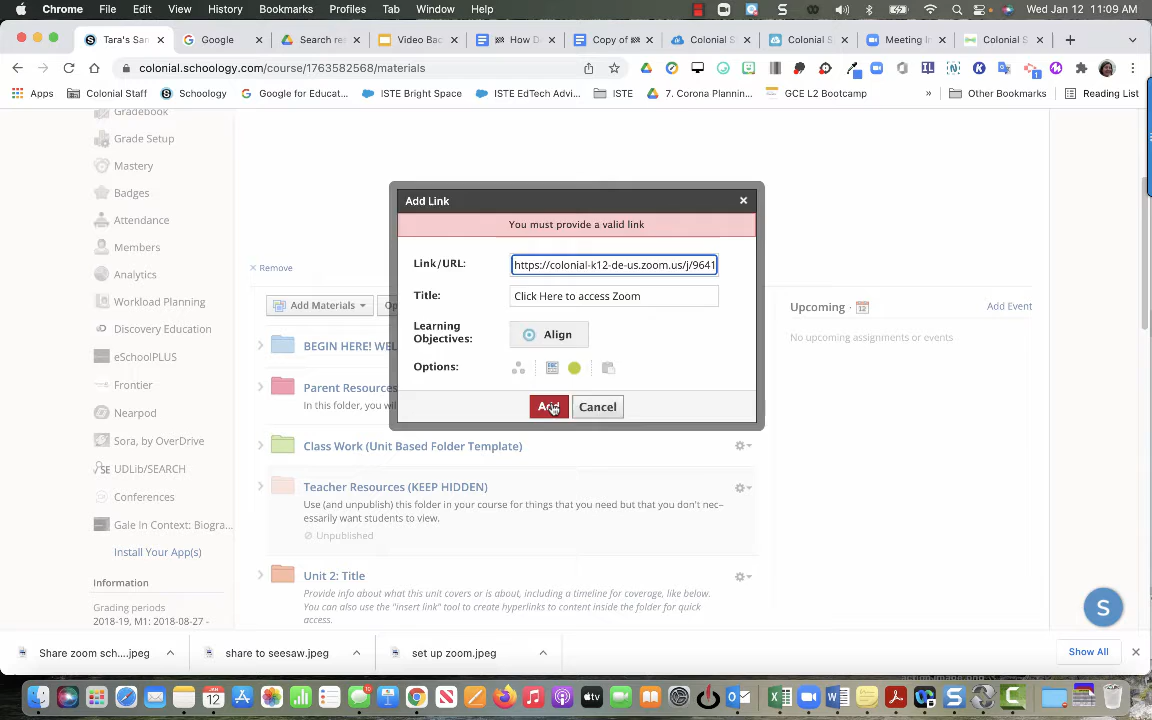 Chrome File Edit View History Bookmarks Profiles Tab Window Help Wed Jan 12 11:09 AM
Tara's San Google Search re Video Bac How D Copy of Colonial S Colonial S Meeting In Colonial S
colonial.schoology.com/course/1763582568/materials
Apps Colonial Staff Schoology Google for Educat... ISTE Bright Space ISTE EdTech Advi... ISTE 7. Corona Plannin... GCE L2 Bootcamp » Other Bookmarks Reading List
Gradebook
Grade Setup
Mastery
Badges
Attendance
Members
Analytics
Workload Planning
Discovery Education
eSchoolPLUS
Frontier
Nearpod
Sora, by OverDrive
UDLib/SEARCH
Conferences
Gale In Context: Biogra...
Install Your App(s)
Information
Grading periods
2018-19, M1: 2018-08-27 -
Remove
Add Materials
BEGIN HERE! WEL
Parent Resources
In this folder, you wi
Class Work (Unit Based Folder Template)
Teacher Resources (KEEP HIDDEN)
Use (and unpublish) this folder in your course for things that you need but that you don't nec-
essarily want students to view.
Unpublished
Unit 2: Title
Provide info about what this unit covers or is about, including a timeline for coverage, like below.
You can also use the "insert link" tool to create hyperlinks to content inside the folder for quick
access.
Add Link
You must provide a valid link
Link/URL: https://colonial-k12-de-us.zoom.us/j/9641
Title: Click Here to access Zoom
Learning
Objectives: Align
Options:
Add Cancel
Upcoming · Add Event
No upcoming assignments or events
S
Share zoom sch....jpeg share to seesaw.jpeg set up zoom.jpeg Show All